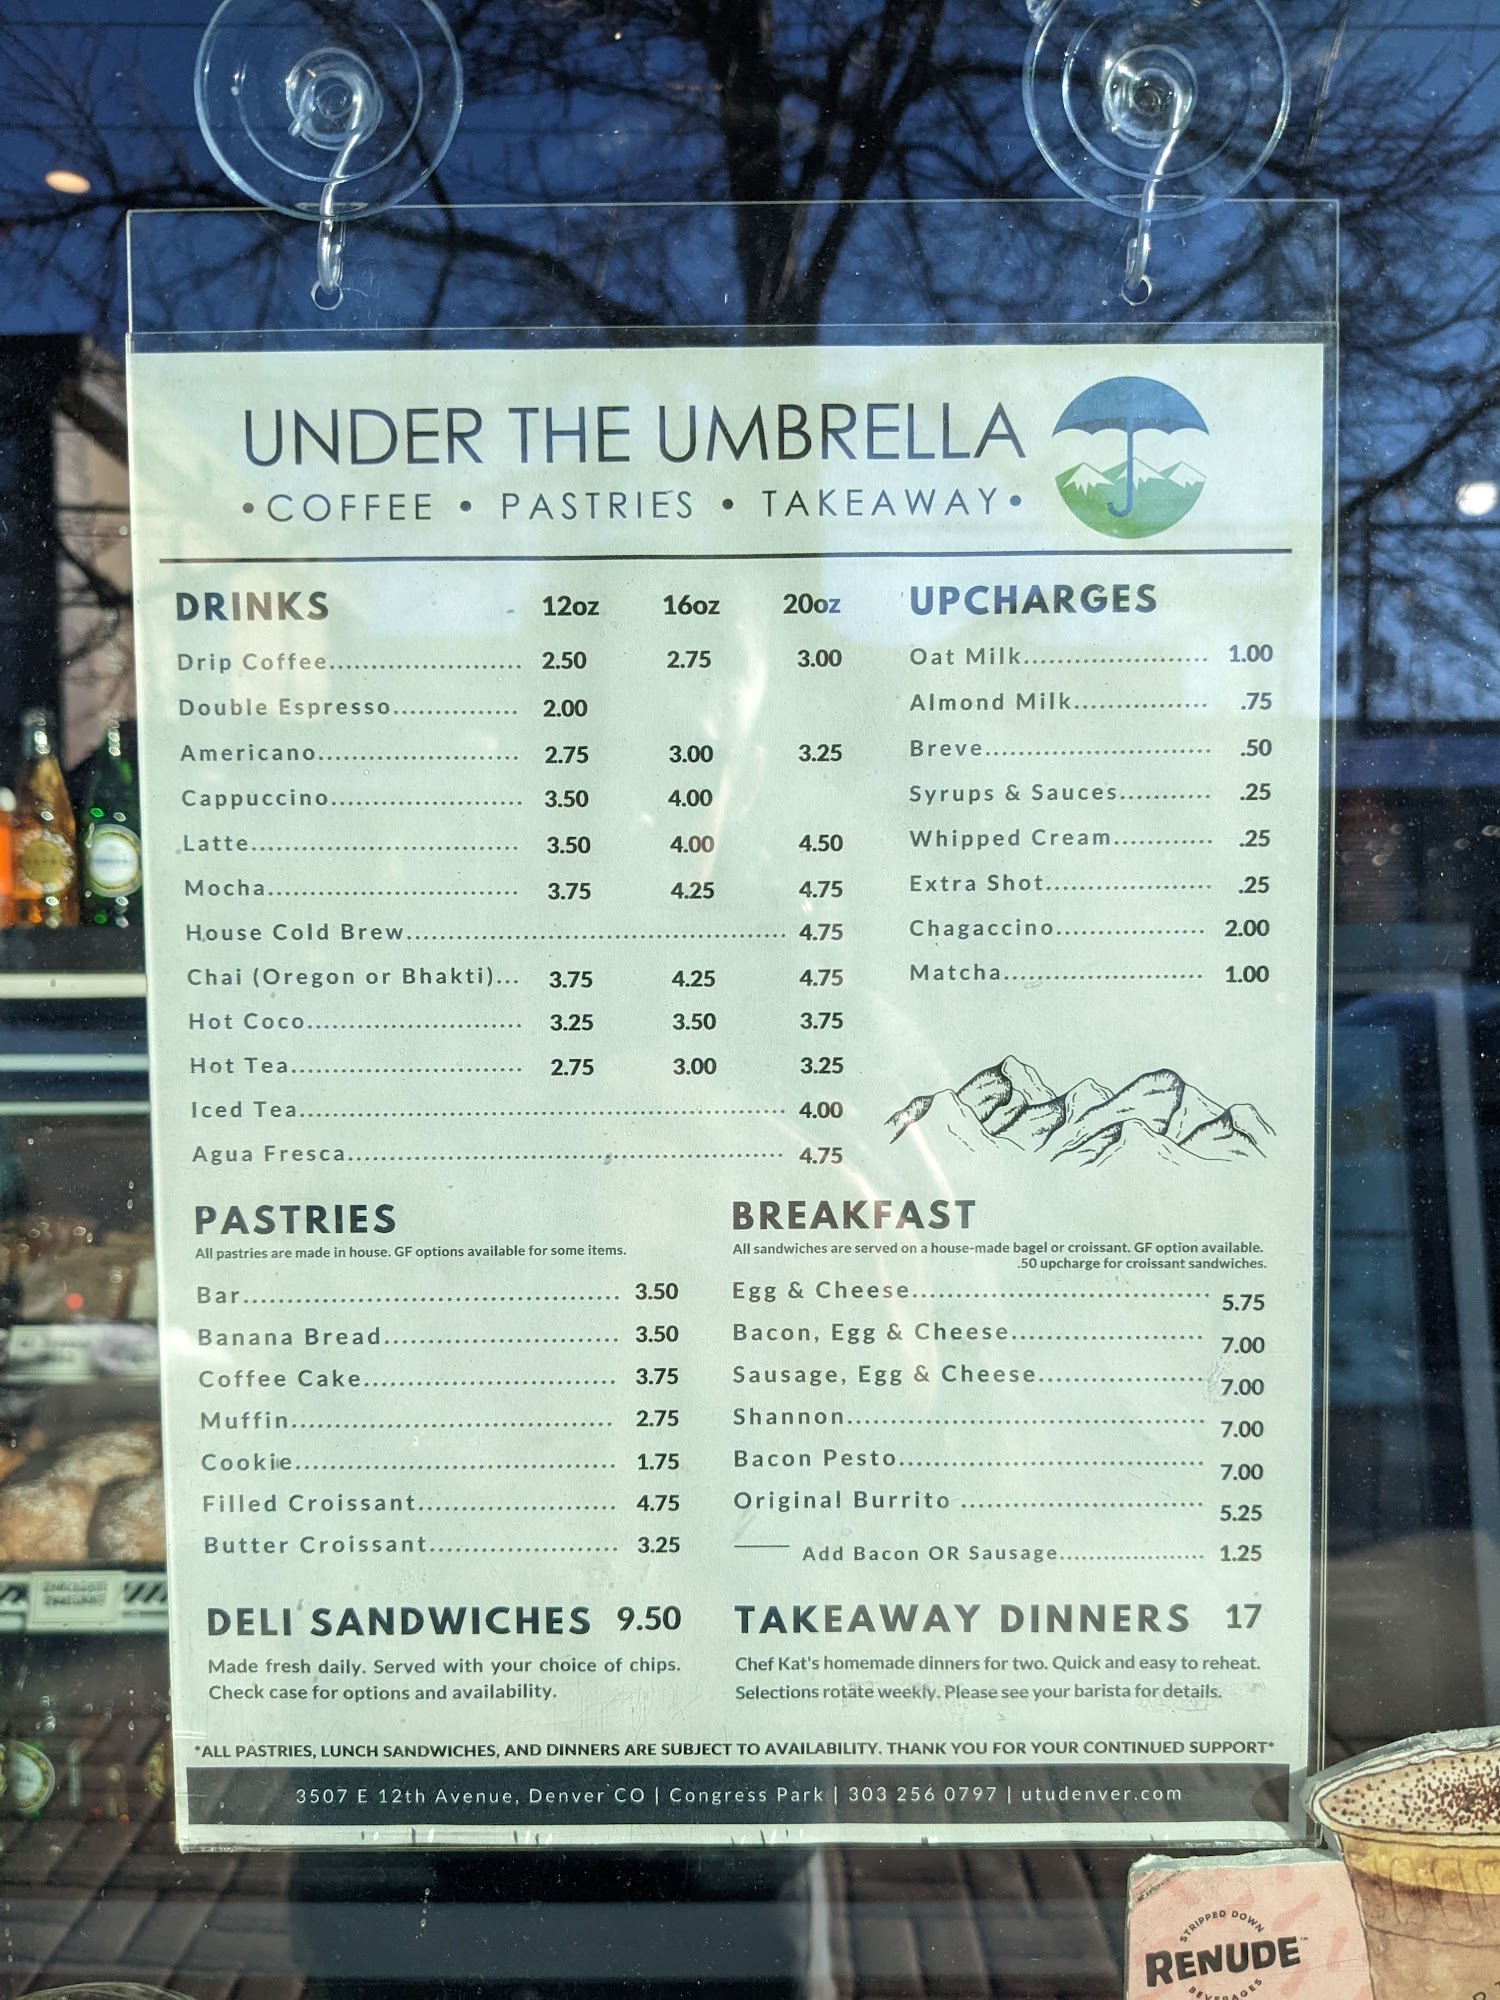 UNDER THE UMBRELLA
• COFFEE • PASTRIES • TAKEAWAY •
DRINKS 12oz 16oz 20oz
Drip Coffee 2.50 2.75 3.00
Double Espresso 2.00
Americano 2.75 3.00 3.25
Cappuccino 3.50 4.00
Latte 3.50 4.00 4.50
Mocha 3.75 4.25 4.75
House Cold Brew 4.75
Chai (Oregon or Bhakti)... 3.75 4.25 4.75
Hot Coco 3.25 3.50 3.75
Hot Tea 2.75 3.00 3.25
Iced Tea 4.00
Agua Fresca 4.75
UPCHARGES
Oat Milk 1.00
Almond Milk .75
Breve .50
Syrups & Sauces .25
Whipped Cream .25
Extra Shot .25
Chagaccino 2.00
Matcha 1.00
PASTRIES
All pastries are made in house. GF options available for some items.
Bar 3.50
Banana Bread 3.50
Coffee Cake 3.75
Muffin 2.75
Cookie 1.75
Filled Croissant 4.75
Butter Croissant 3.25
BREAKFAST
All sandwiches are served on a house-made bagel or croissant. GF option available.
.50 upcharge for croissant sandwiches.
Egg & Cheese 5.75
Bacon, Egg & Cheese 7.00
Sausage, Egg & Cheese 7.00
Shannon 7.00
Bacon Pesto 7.00
Original Burrito 5.25
Add Bacon OR Sausage 1.25
DELI SANDWICHES 9.50
Made fresh daily. Served with your choice of chips.
Check case for options and availability.
TAKEAWAY DINNERS 17
Chef Kat's homemade dinners for two. Quick and easy to reheat.
Selections rotate weekly. Please see your barista for details.
*ALL PASTRIES, LUNCH SANDWICHES, AND DINNERS ARE SUBJECT TO AVAILABILITY. THANK YOU FOR YOUR CONTINUED SUPPORT*
3507 E 12th Avenue, Denver CO | Congress Park | 303 256 0797 | utudenver.com
STRIPPED DOWN
RENUDE™
BEVERAGES